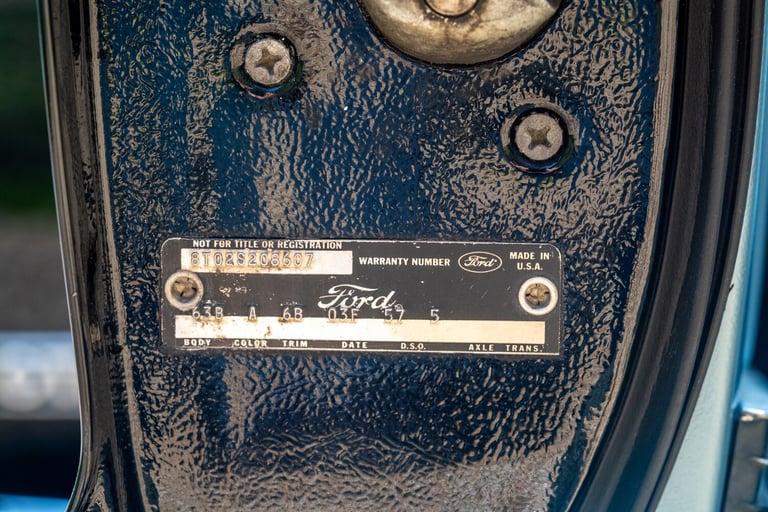 NOT FOR TITLE OR REGISTRATION
8T02S208607 WARRANTY NUMBER Ford MADE IN U.S.A.
Ford
63B A 6B 03F 57 5
BODY COLOR TRIM DATE D.S.O. AXLE TRANS.